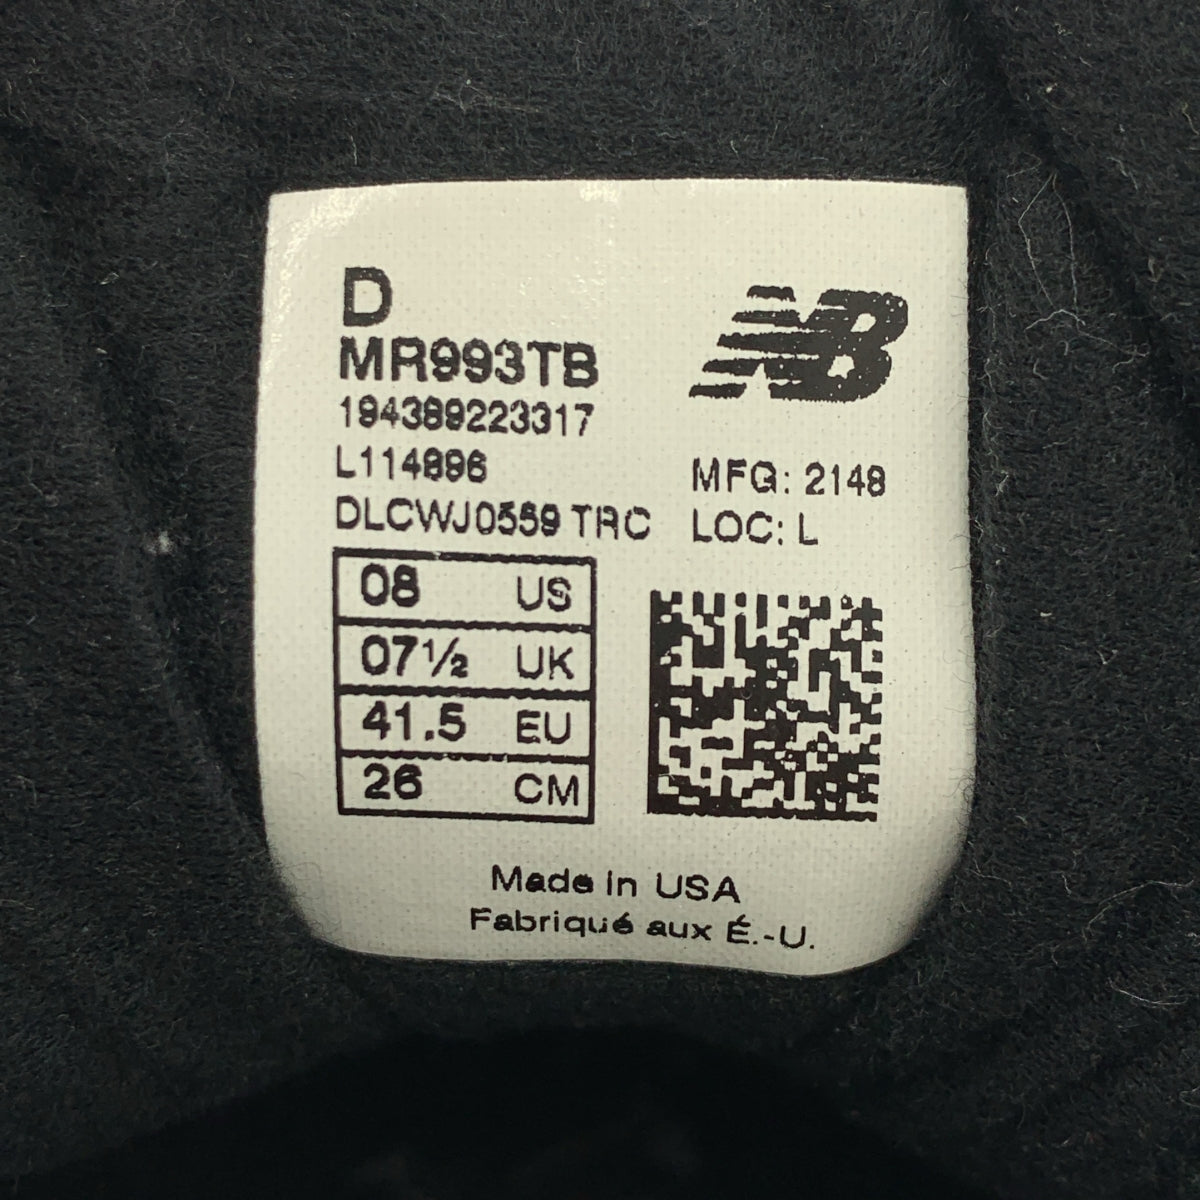 D
MR993TB
194389223317
L114896
DLCWJ0559 TRC
NB
MFG: 2148
LOC: L
08 US
07½ UK
41.5 EU
26 CM
Made in USA
Fabriqué aux É.-U.